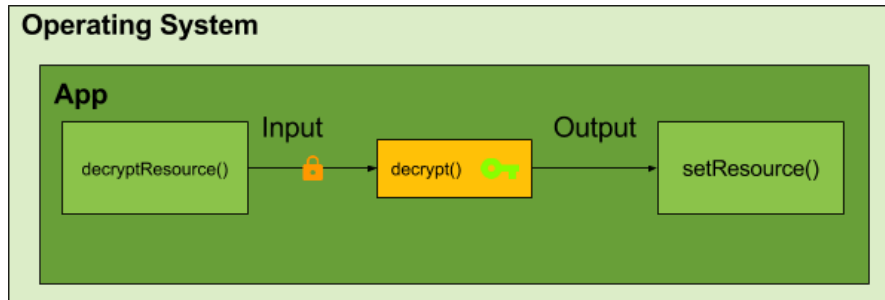 Operating System
App
Input
Output
decryptResource()
decrypt()
setResource()